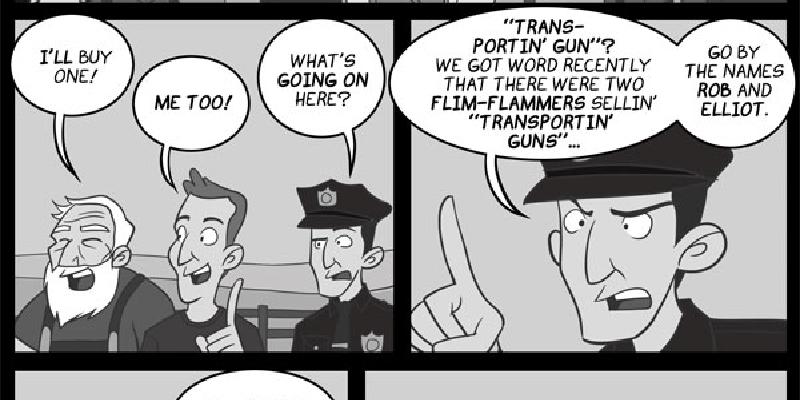 I'LL BUY
ONE!
ME TOO!
WHAT'S
GOING ON
HERE?
"TRANS-
PORTIN' GUN"?
WE GOT WORD RECENTLY
THAT THERE WERE TWO
FLIM-FLAMMERS SELLIN'
"TRANSPORTIN'
GUNS"...
GO BY
THE NAMES
ROB AND
ELLIOT.